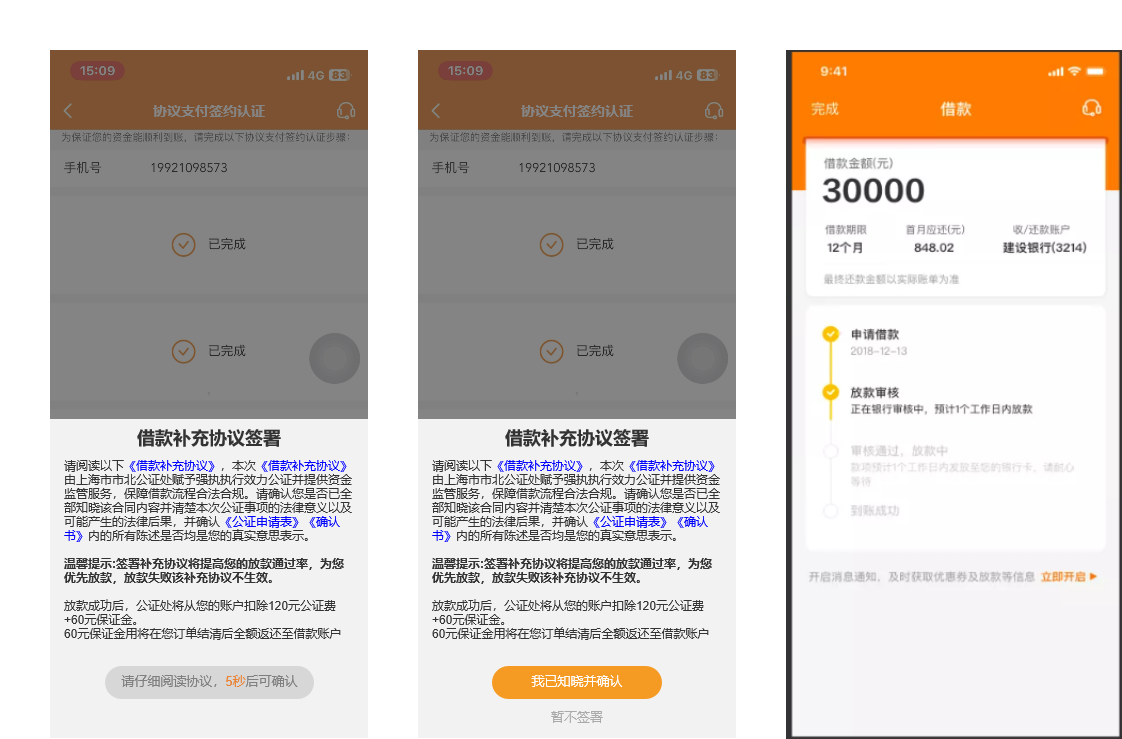 15:09
4G 83
协议支付签约认证
为保证您的资金能顺利到账，请完成以下协议支付签约认证步骤：
手机号 19921098573
已完成
已完成
借款补充协议签署
请阅读以下《借款补充协议》，本次《借款补充协议》
由上海市市北公证处赋予强执执行效力公证并提供资金
监管服务，保障借款流程合法合规。请确认您是否已全
部知晓该合同内容并清楚本次公证事项的法律意义以及
可能产生的法律后果，并确认《公证申请表》《确认
书》内的所有陈述是否均是您的真实意思表示。
温馨提示:签署补充协议将提高您的放款通过率，为您
优先放款，放款失败该补充协议不生效。
放款成功后，公证处将从您的账户扣除120元公证费
+60元保证金。
60元保证金用将在您订单结清后全额返还至借款账户
请仔细阅读协议，5秒后可确认
15:09
4G 83
协议支付签约认证
为保证您的资金能顺利到账，请完成以下协议支付签约认证步骤：
手机号 19921098573
已完成
已完成
借款补充协议签署
请阅读以下《借款补充协议》，本次《借款补充协议》
由上海市市北公证处赋予强执执行效力公证并提供资金
监管服务，保障借款流程合法合规。请确认您是否已全
部知晓该合同内容并清楚本次公证事项的法律意义以及
可能产生的法律后果，并确认《公证申请表》《确认
书》内的所有陈述是否均是您的真实意思表示。
温馨提示:签署补充协议将提高您的放款通过率，为您
优先放款，放款失败该补充协议不生效。
放款成功后，公证处将从您的账户扣除120元公证费
+60元保证金。
60元保证金用将在您订单结清后全额返还至借款账户
我已知晓并确认
暂不签署
9:41
完成 借款
借款金额(元)
30000
借款期限 首月应还(元) 收/还款账户
12个月 848.02 建设银行(3214)
最终还款金额以实际账单为准
申请借款
2018-12-13
放款审核
正在银行审核中，预计1个工作日内放款
审核通过，放款中
款项预计1个工作日内发放至您的银行卡，请耐心
等待
到账成功
开启消息通知，及时获取优惠券及放款等信息 立即开启